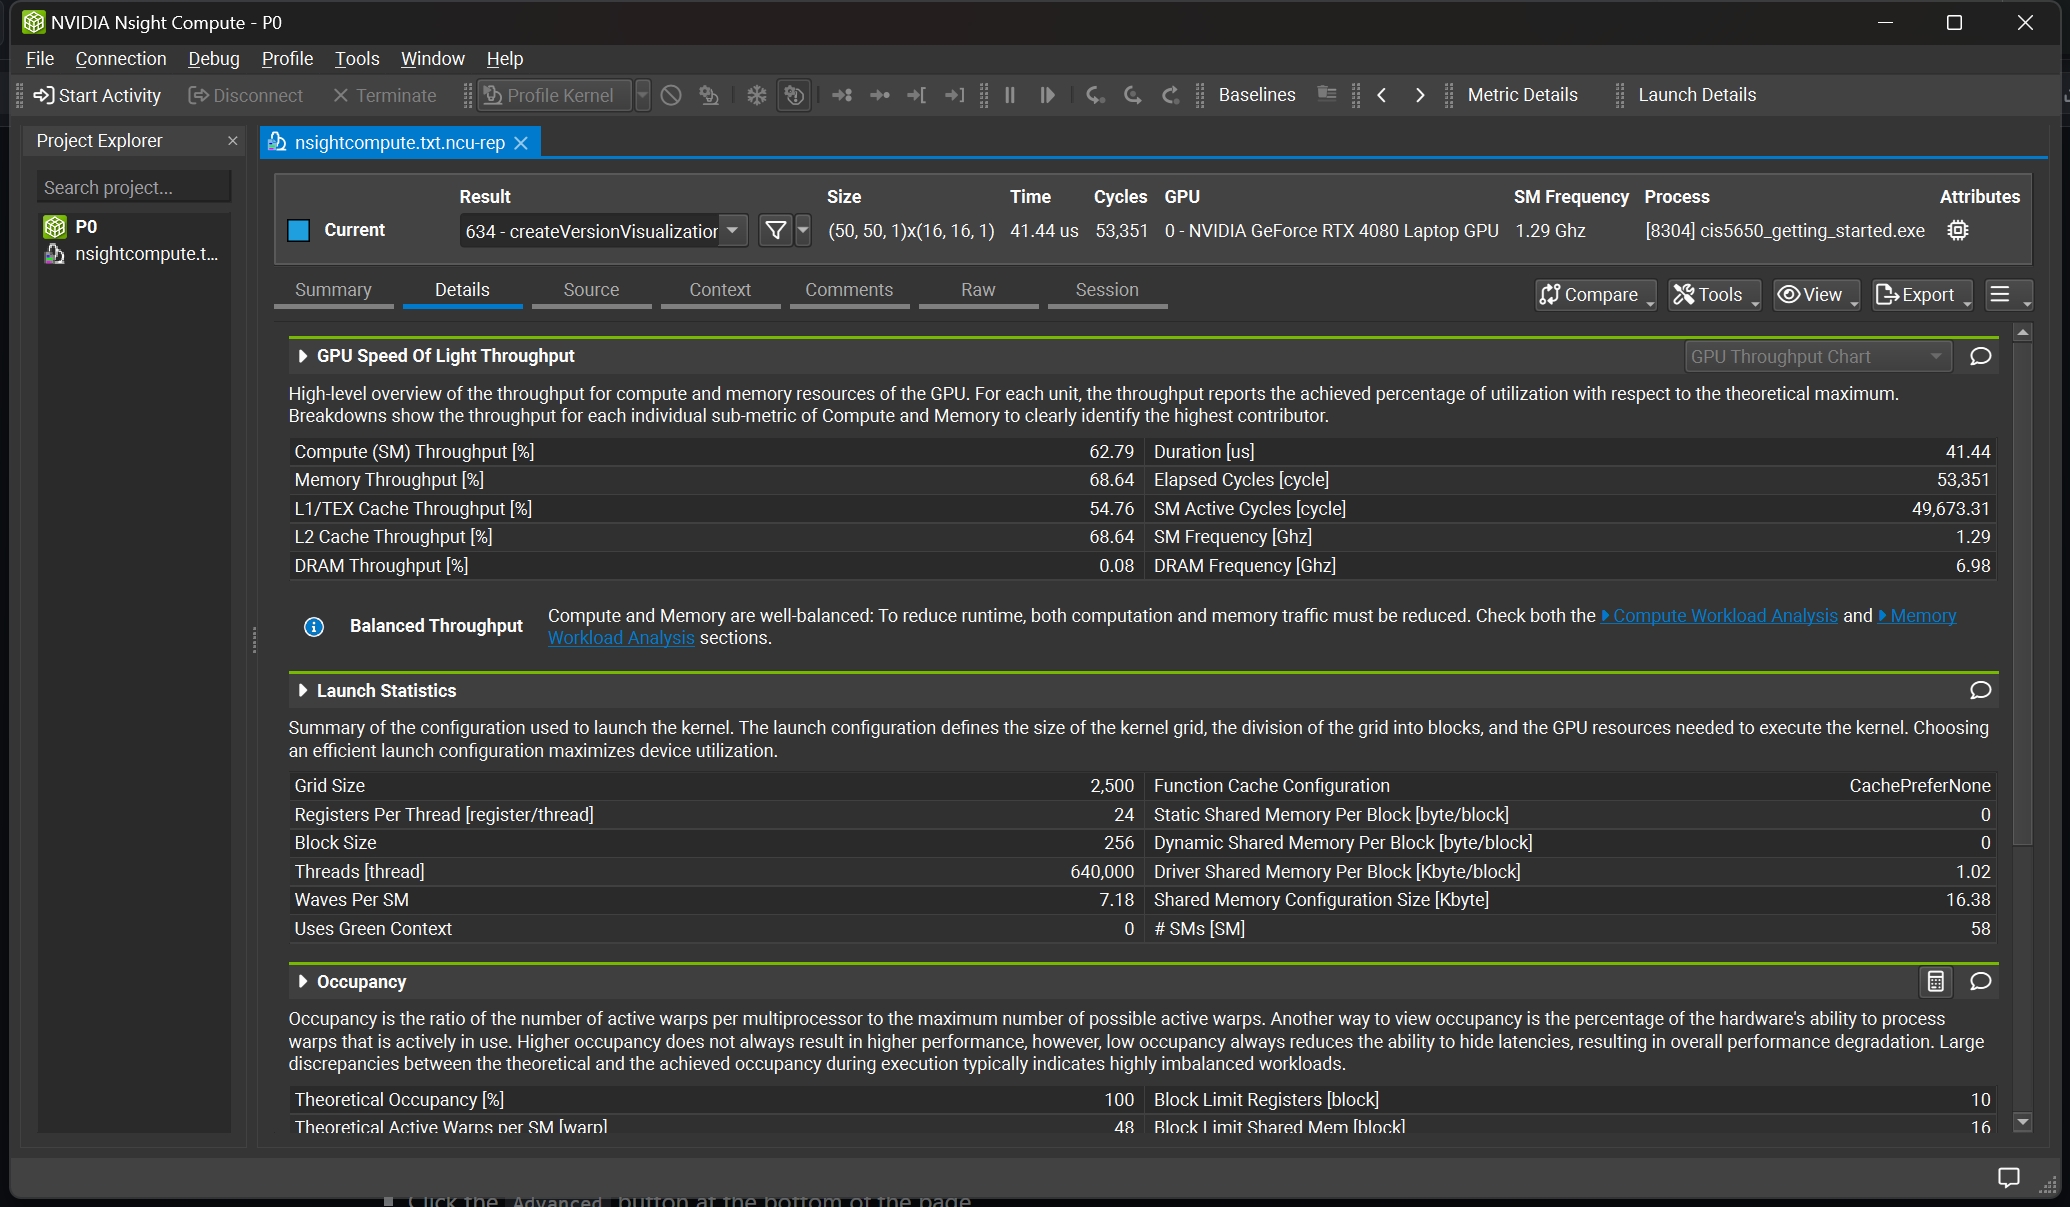 NVIDIA Nsight Compute - P0
File Connection Debug Profile Tools Window Help
Start Activity Disconnect Terminate Profile Kernel Baselines Metric Details Launch Details
Project Explorer
nsightcompute.txt.ncu-rep
Search project...
P0
nsightcompute.t...
Result Size Time Cycles GPU SM Frequency Process Attributes
Current 634 - createVersionVisualization (50, 50, 1)x(16, 16, 1) 41.44 us 53,351 0 - NVIDIA GeForce RTX 4080 Laptop GPU 1.29 Ghz [8304] cis5650_getting_started.exe
Summary Details Source Context Comments Raw Session Compare Tools View Export
GPU Speed Of Light Throughput GPU Throughput Chart
High-level overview of the throughput for compute and memory resources of the GPU. For each unit, the throughput reports the achieved percentage of utilization with respect to the theoretical maximum.
Breakdowns show the throughput for each individual sub-metric of Compute and Memory to clearly identify the highest contributor.
Compute (SM) Throughput [%] 62.79 Duration [us] 41.44
Memory Throughput [%] 68.64 Elapsed Cycles [cycle] 53,351
L1/TEX Cache Throughput [%] 54.76 SM Active Cycles [cycle] 49,673.31
L2 Cache Throughput [%] 68.64 SM Frequency [Ghz] 1.29
DRAM Throughput [%] 0.08 DRAM Frequency [Ghz] 6.98
Balanced Throughput Compute and Memory are well-balanced: To reduce runtime, both computation and memory traffic must be reduced. Check both the Compute Workload Analysis and Memory
Workload Analysis sections.
Launch Statistics
Summary of the configuration used to launch the kernel. The launch configuration defines the size of the kernel grid, the division of the grid into blocks, and the GPU resources needed to execute the kernel. Choosing
an efficient launch configuration maximizes device utilization.
Grid Size 2,500 Function Cache Configuration CachePreferNone
Registers Per Thread [register/thread] 24 Static Shared Memory Per Block [byte/block] 0
Block Size 256 Dynamic Shared Memory Per Block [byte/block] 0
Threads [thread] 640,000 Driver Shared Memory Per Block [Kbyte/block] 1.02
Waves Per SM 7.18 Shared Memory Configuration Size [Kbyte] 16.38
Uses Green Context 0 # SMs [SM] 58
Occupancy
Occupancy is the ratio of the number of active warps per multiprocessor to the maximum number of possible active warps. Another way to view occupancy is the percentage of the hardware's ability to process
warps that is actively in use. Higher occupancy does not always result in higher performance, however, low occupancy always reduces the ability to hide latencies, resulting in overall performance degradation. Large
discrepancies between the theoretical and the achieved occupancy during execution typically indicates highly imbalanced workloads.
Theoretical Occupancy [%] 100 Block Limit Registers [block] 10
Theoretical Active Warps per SM [warp] 48 Block Limit Shared Mem [block] 16
Click the Advanced button at the bottom of the page